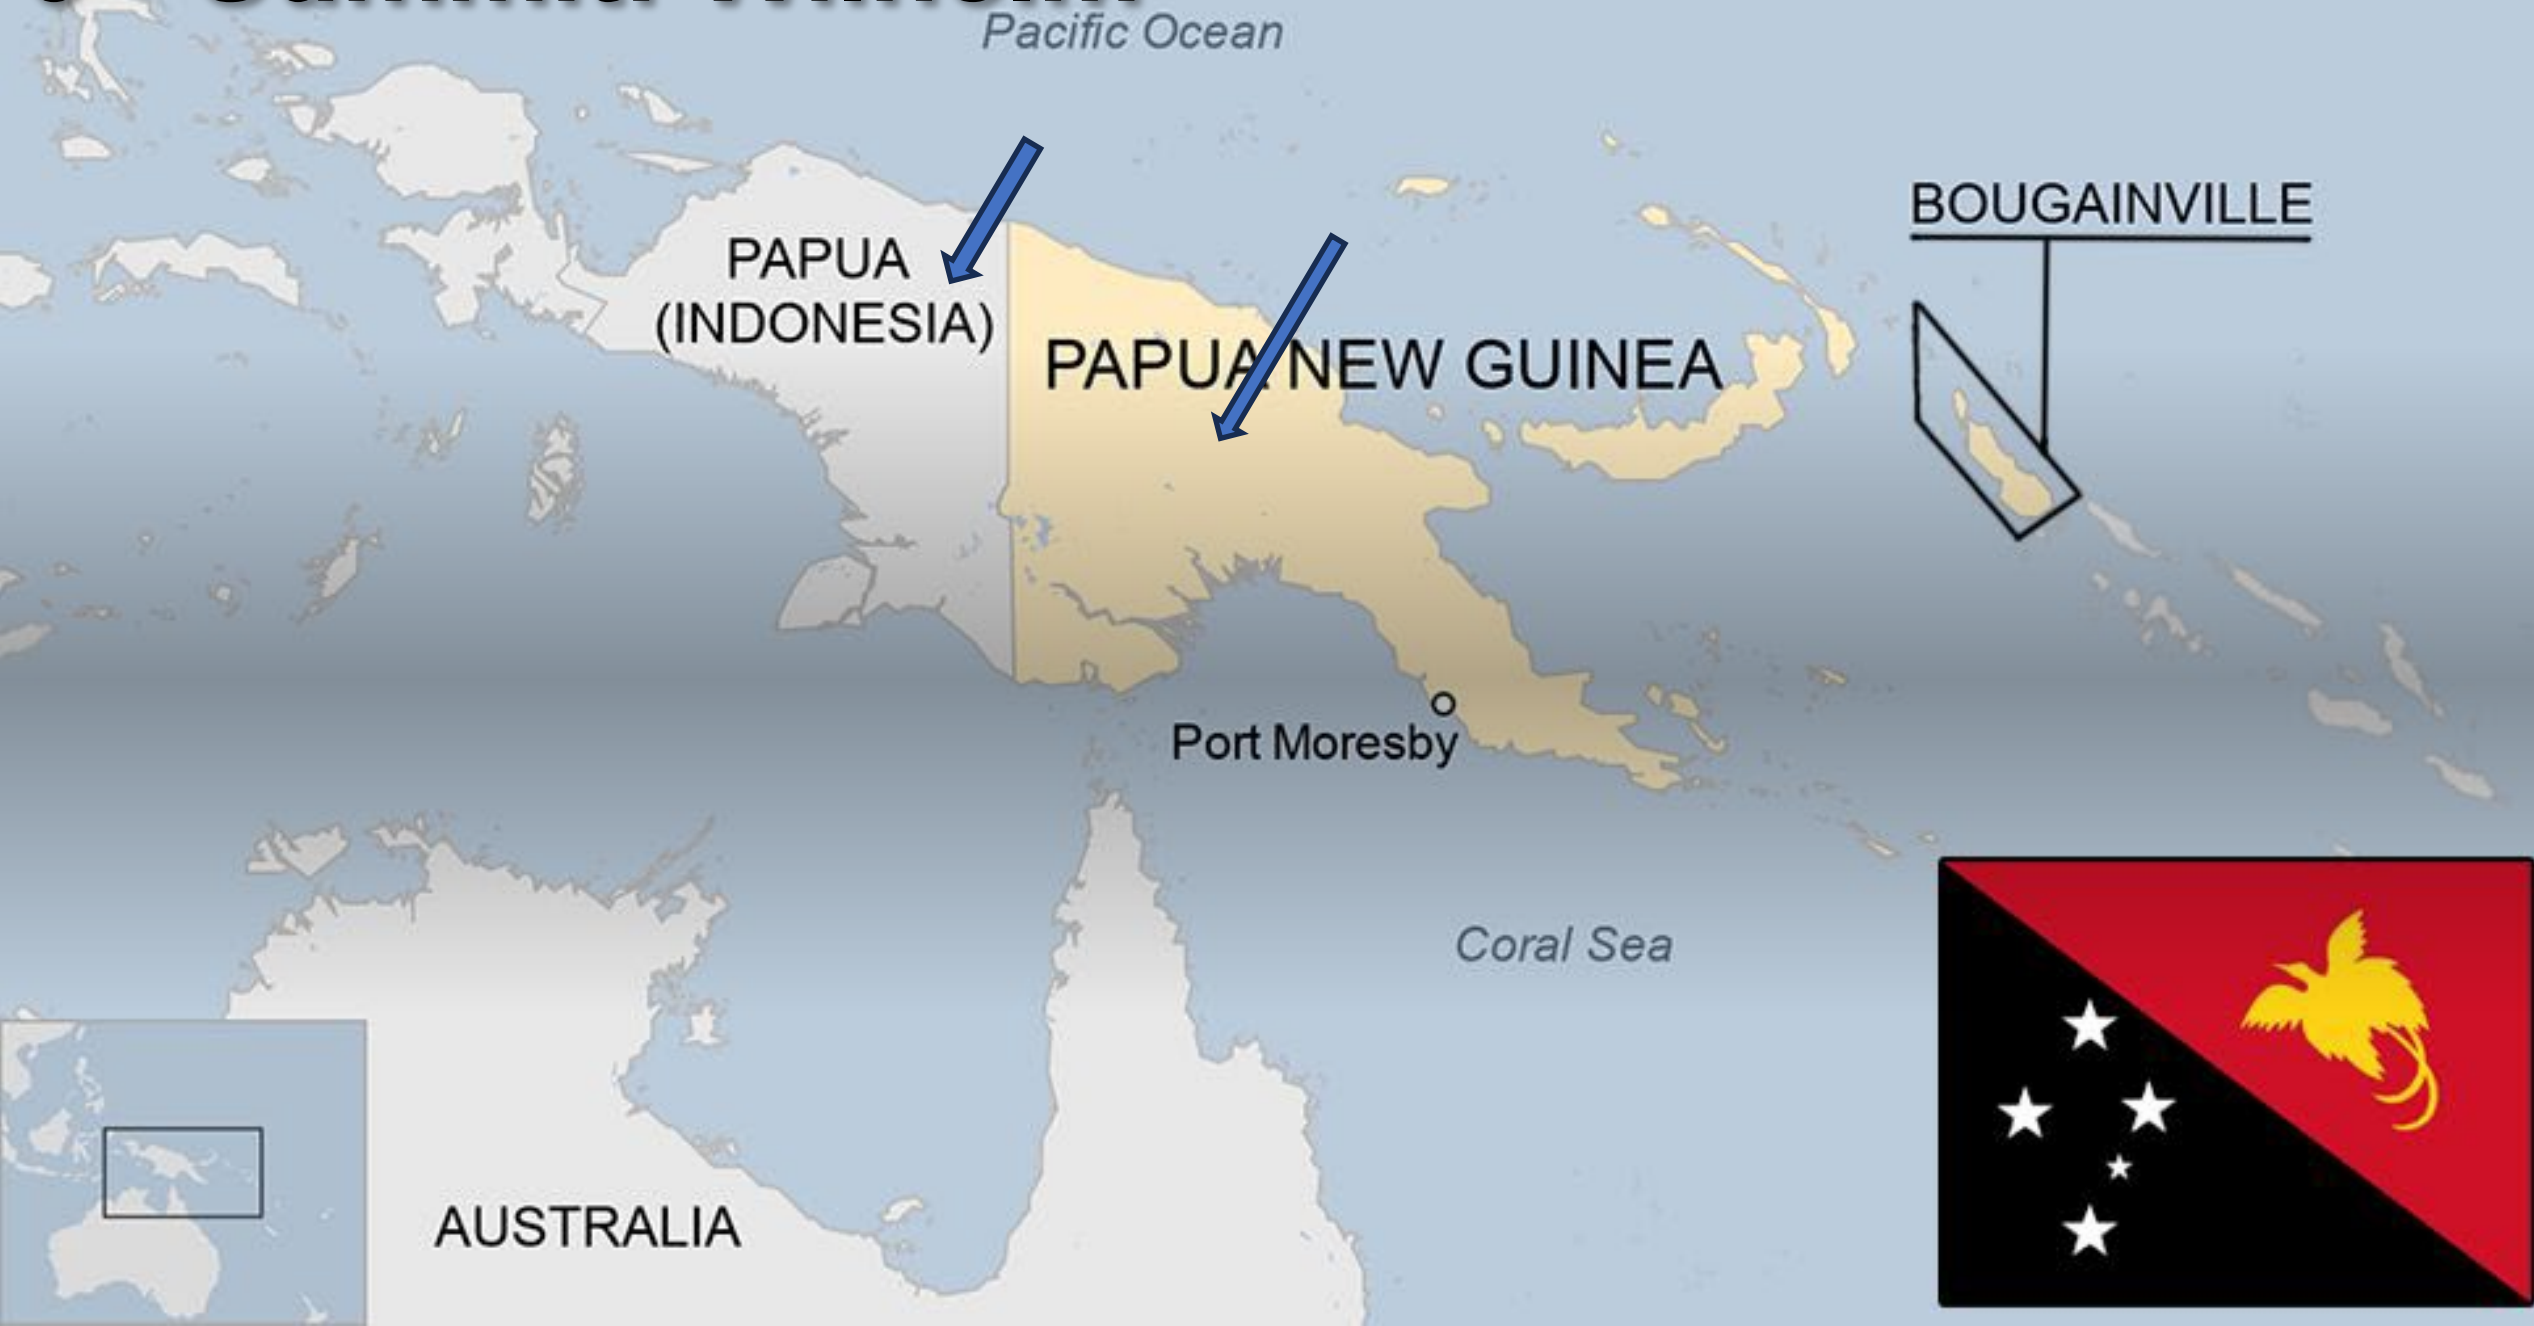 Pacific Ocean
BOUGAINVILLE
PAPUA
(INDONESIA)
PAPUA NEW GUINEA
Port Moresby
Coral Sea
AUSTRALIA